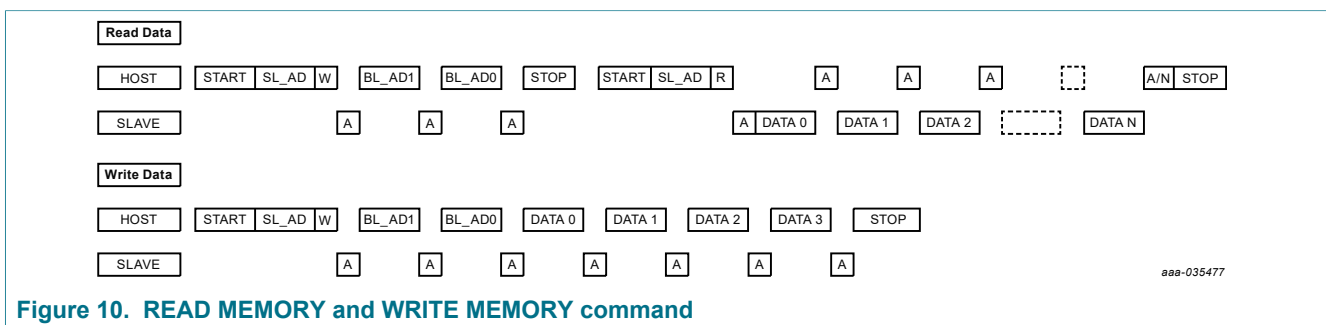 Read Data
HOST START SL_AD W BL_AD1 BL_AD0 STOP START SL_AD R A A A A/N STOP
SLAVE A A A A DATA 0 DATA 1 DATA 2 DATA N
Write Data
HOST START SL_AD W BL_AD1 BL_AD0 DATA 0 DATA 1 DATA 2 DATA 3 STOP
SLAVE A A A A A A A
aaa-035477
Figure 10. READ MEMORY and WRITE MEMORY command